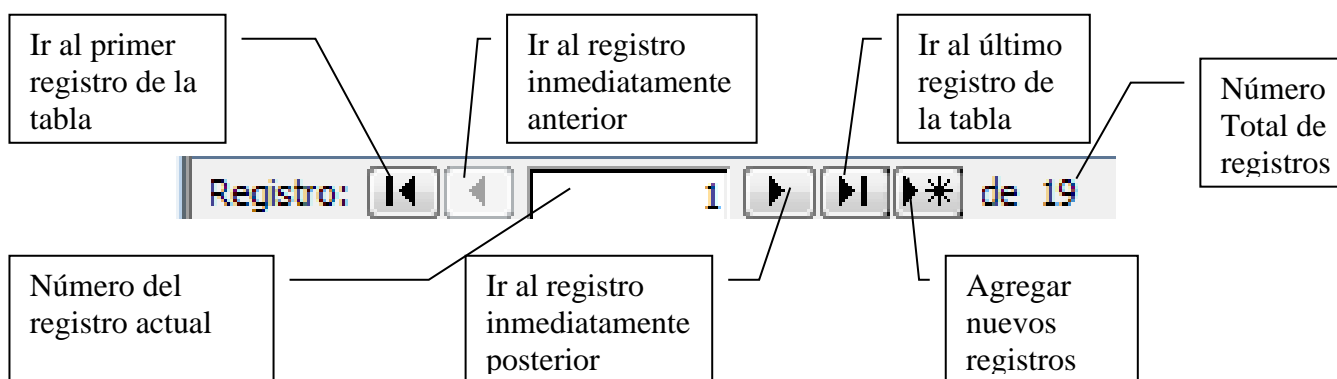 Ir al primer
registro de la
tabla
Ir al registro
inmediatamente
anterior
Ir al último
registro de
la tabla
Número
Total de
registros
Registro: 1 de 19
Número del
registro actual
Ir al registro
inmediatamente
posterior
Agregar
nuevos
registros